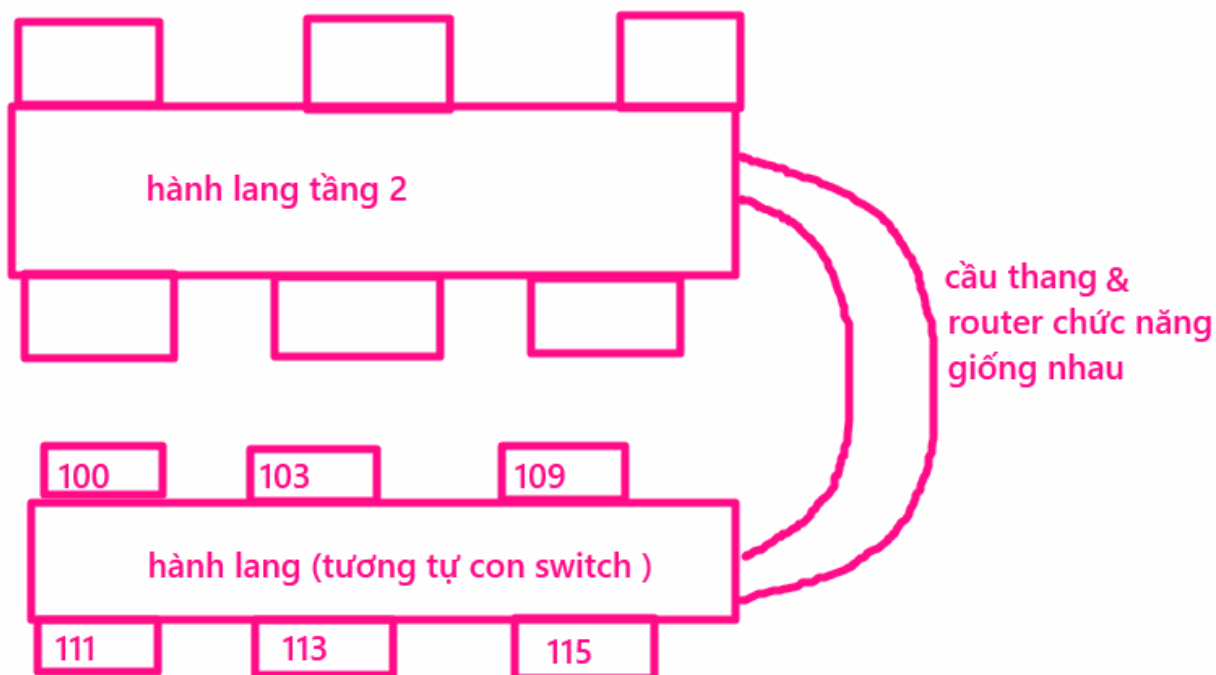 hành lang tầng 2
cầu thang &
router chức năng
giống nhau
100
103
109
hành lang (tương tự con switch )
111
113
115